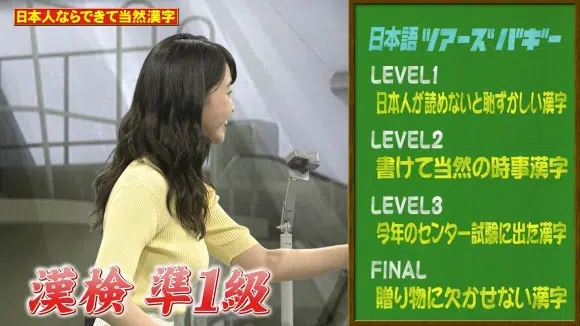 日本人ならできて当然漢字
日本語ツアーズバギー
LEVEL1
日本人が読めないと恥ずかしい漢字
LEVEL2
書けて当然の時事漢字
LEVEL3
今年のセンター試験に出た漢字
FINAL
贈り物に欠かせない漢字
漢検 準1級